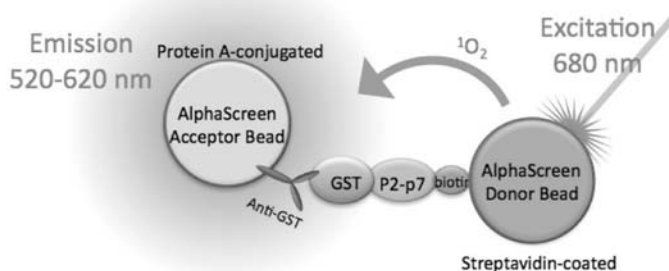 Emission
520-620 nm
Protein A-conjugated
AlphaScreen
Acceptor Bead
¹O₂
Excitation
680 nm
Anti-GST
GST
P2-p7
biotin
AlphaScreen
Donor Bead
Streptavidin-coated